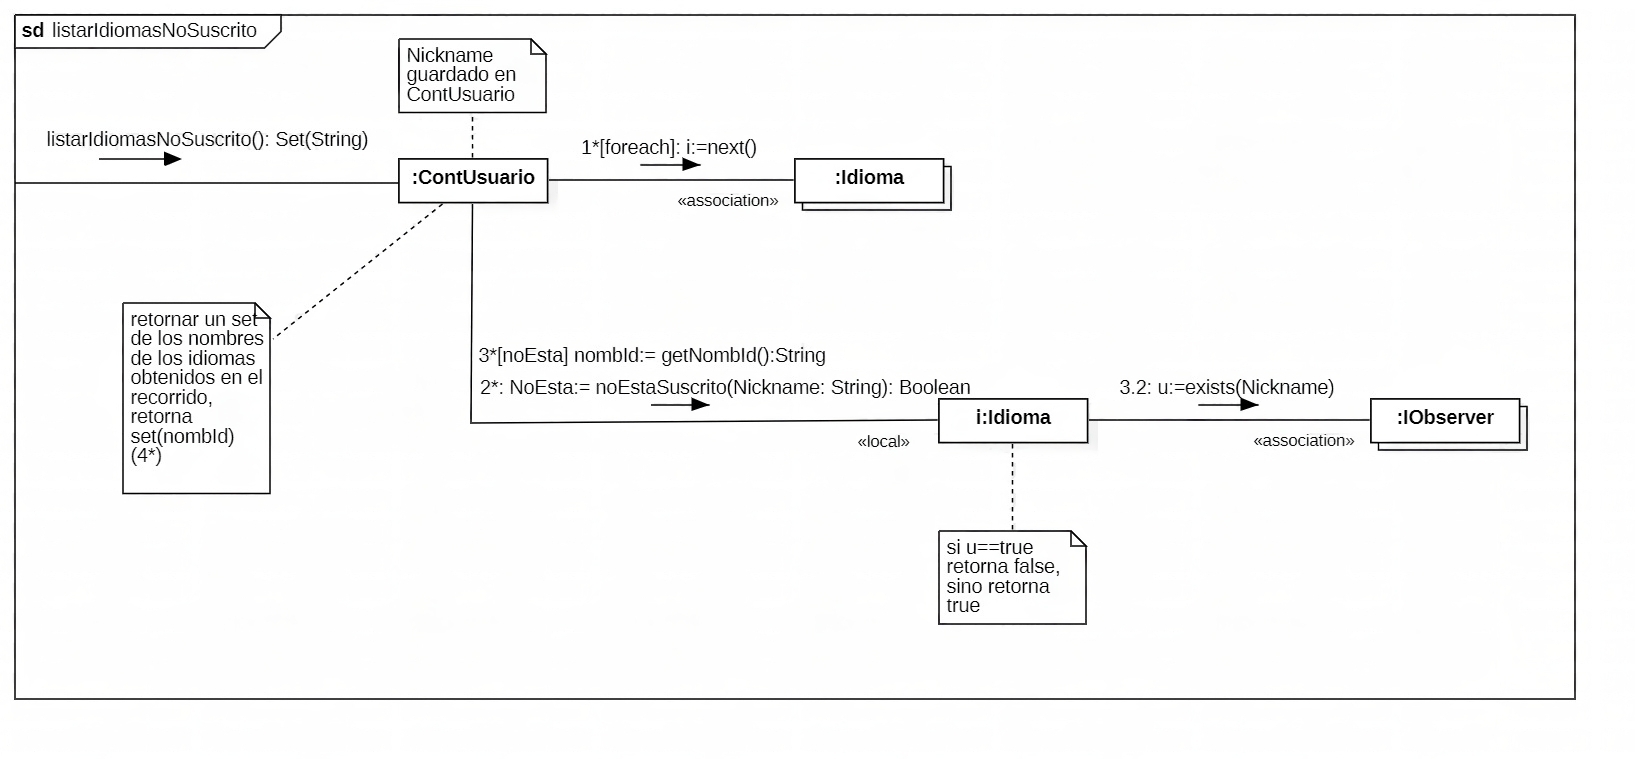 sd listarIdiomasNoSuscrito
Nickname
guardado en
ContUsuario
listarIdiomasNoSuscrito(): Set(String)
1*[foreach]: i:=next()
:ContUsuario
:Idioma
«association»
retornar un set
de los nombres
de los idiomas
obtenidos en el
recorrido,
retorna
set(nombId)
(4*)
3*[noEsta] nombId:= getNombId():String
2*: NoEsta:= noEstaSuscrito(Nickname: String): Boolean
3.2: u:=exists(Nickname)
i:Idioma
:IObserver
«local»
«association»
si u==true
retorna false,
sino retorna
true